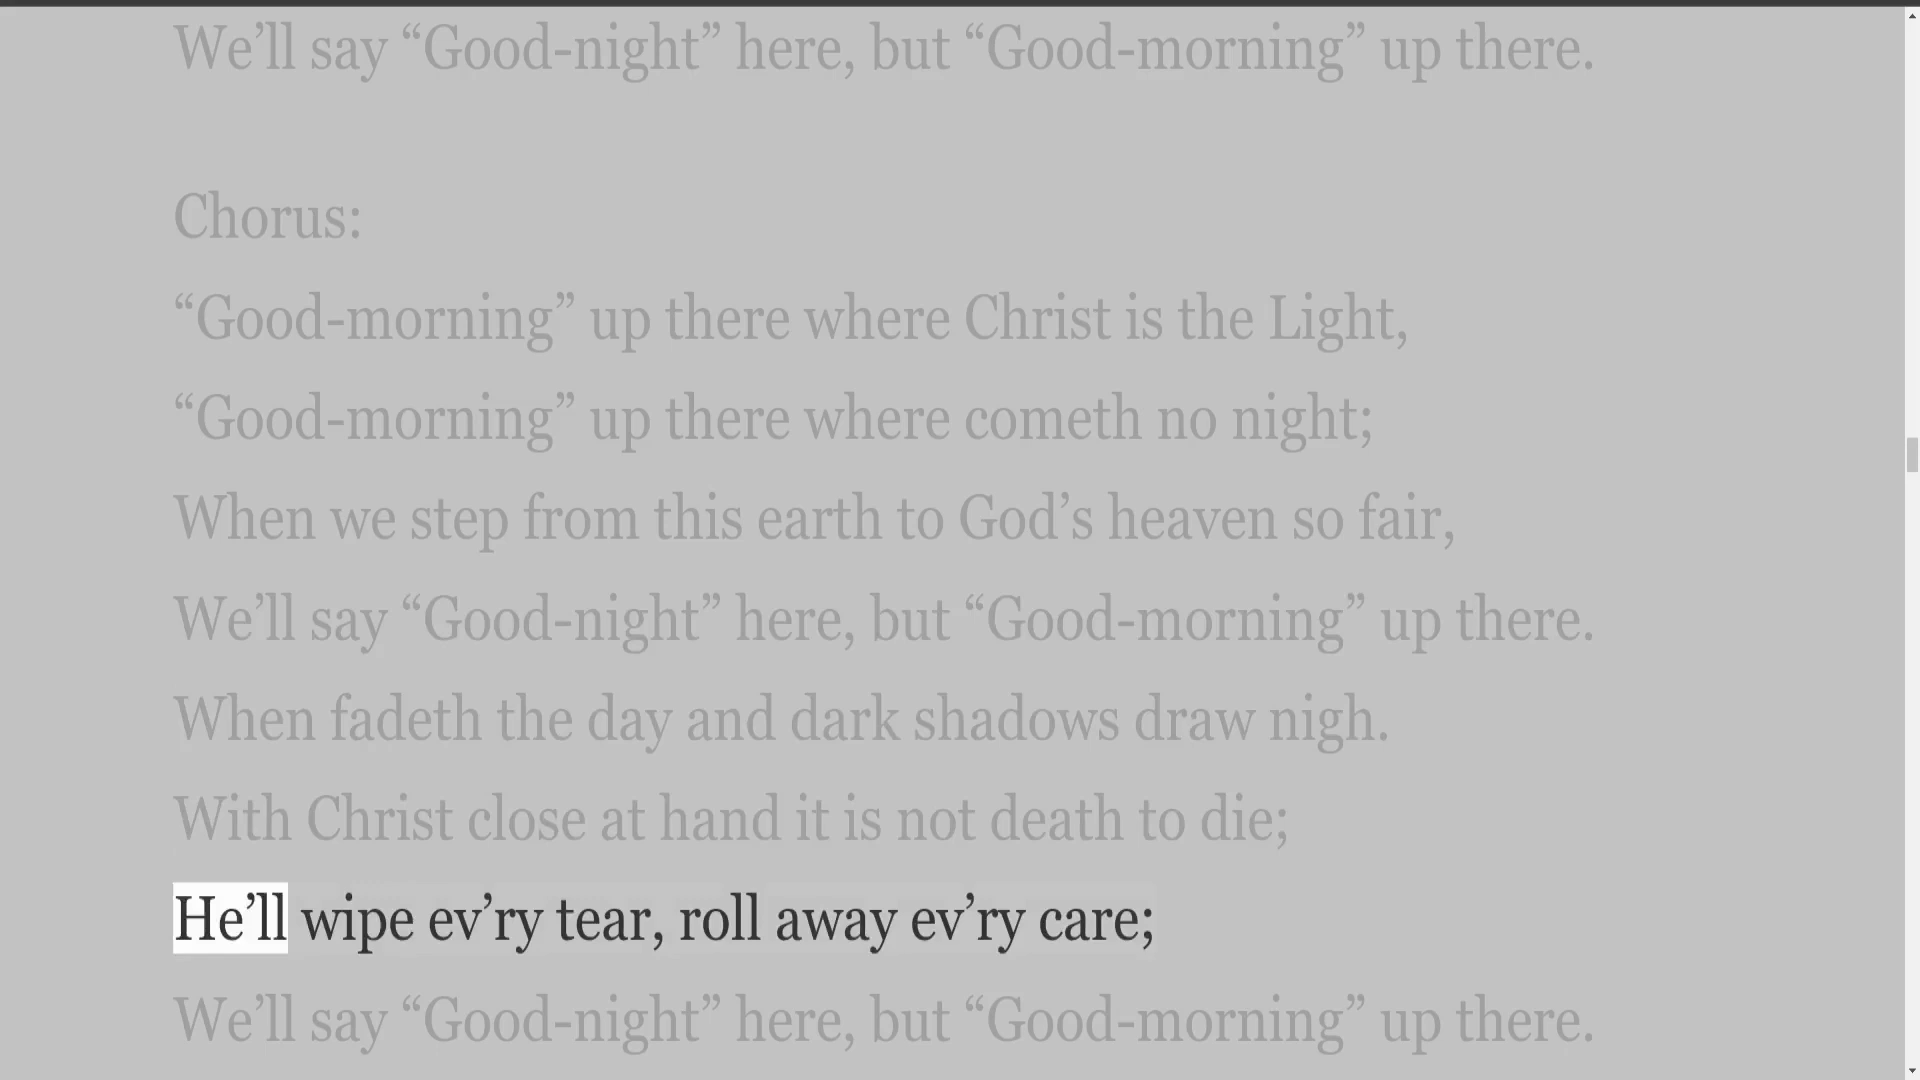 We’ll say “Good-night” here, but “Good-morning” up there.
Chorus:
“Good-morning” up there where Christ is the Light,
“Good-morning” up there where cometh no night;
When we step from this earth to God’s heaven so fair,
We’ll say “Good-night” here, but “Good-morning” up there.
When fadeth the day and dark shadows draw nigh.
With Christ close at hand it is not death to die;
He’ll wipe ev’ry tear, roll away ev’ry care;
We’ll say “Good-night” here, but “Good-morning” up there.